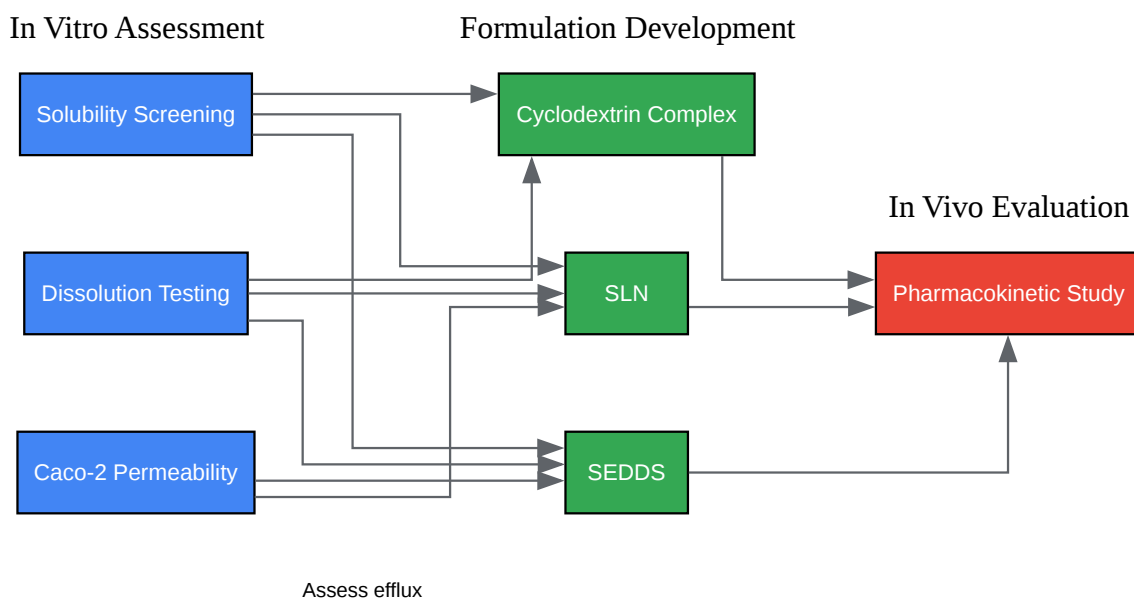 In Vitro Assessment
Formulation Development
Solubility Screening
Cyclodextrin Complex
In Vivo Evaluation
Dissolution Testing
SLN
Pharmacokinetic Study
Caco-2 Permeability
SEDDS
Assess efflux